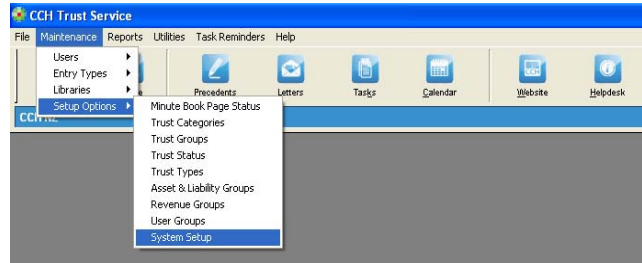 CCH Trust Service
File Maintenance Reports Utilities Task Reminders Help
Users
Entry Types
Libraries
Setup Options
Precedents Letters Tasks Calendar Website Helpdesk
Minute Book Page Status
Trust Categories
Trust Groups
Trust Status
Trust Types
Asset & Liability Groups
Revenue Groups
User Groups
System Setup